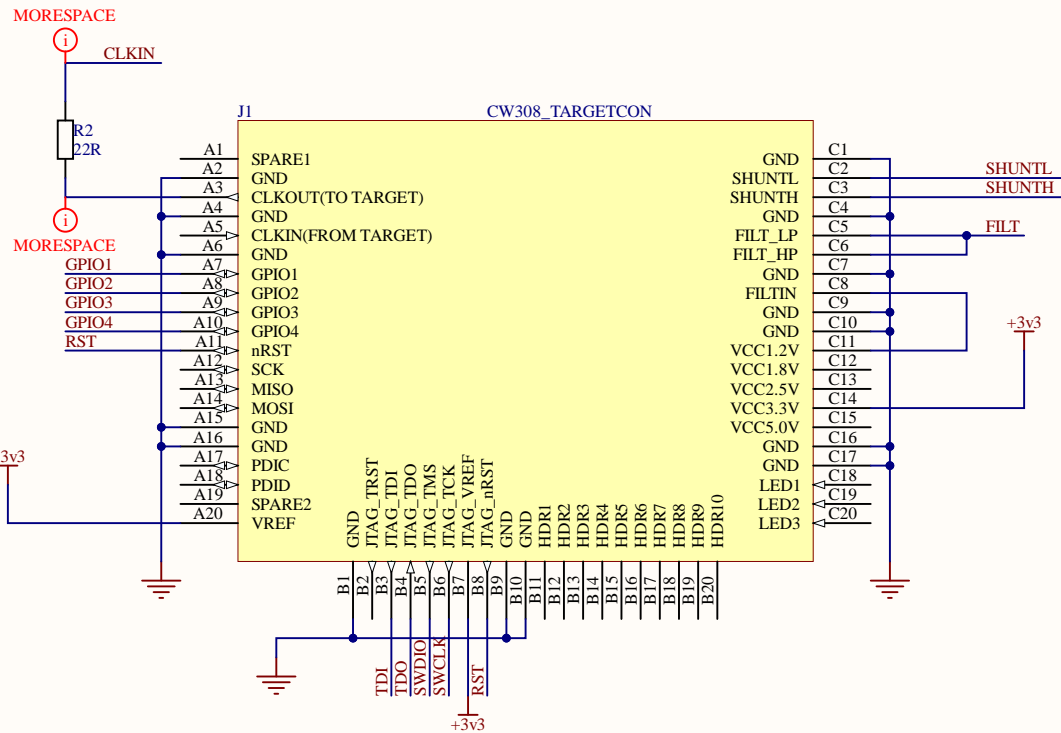 MORESPACE
i
CLKIN
R2
22R
i
MORESPACE
J1
CW308_TARGETCON
A1 SPARE1
A2 GND
A3 CLKOUT(TO TARGET)
A4 GND
A5 CLKIN(FROM TARGET)
A6 GND
GPIO1 A7 GPIO1
GPIO2 A8 GPIO2
GPIO3 A9 GPIO3
GPIO4 A10 GPIO4
RST A11 nRST
A12 SCK
A13 MISO
A14 MOSI
A15 GND
A16 GND
A17 PDIC
A18 PDID
A19 SPARE2
A20 VREF
3v3
GND C1
SHUNTL C2 SHUNTL
SHUNTH C3 SHUNTH
GND C4
FILT_LP C5 FILT
FILT_HP C6
GND C7
FILTIN C8
GND C9
GND C10
VCC1.2V C11
VCC1.8V C12
VCC2.5V C13
VCC3.3V C14
VCC5.0V C15
GND C16
GND C17
LED1 C18
LED2 C19
LED3 C20
+3v3
GND B1
JTAG_TRST B2
JTAG_TDI B3 TDI
JTAG_TDO B4 TDO
JTAG_TMS B5 SWDIO
JTAG_TCK B6 SWCLK
JTAG_VREF B7
JTAG_nRST B8 RST
GND B9
GND B10
HDR1 B11
HDR2 B12
HDR3 B13
HDR4 B14
HDR5 B15
HDR6 B16
HDR7 B17
HDR8 B18
HDR9 B19
HDR10 B20
+3v3